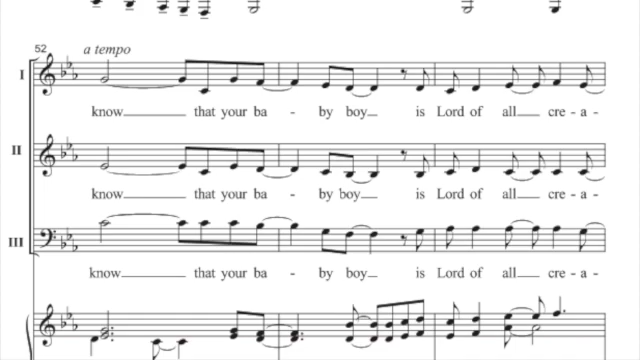 52
a tempo
I
know that your ba - by boy is Lord of all cre - a -
II
know that your ba - by boy is Lord of all cre - a -
III
know that your ba - by boy is Lord of all cre - a -